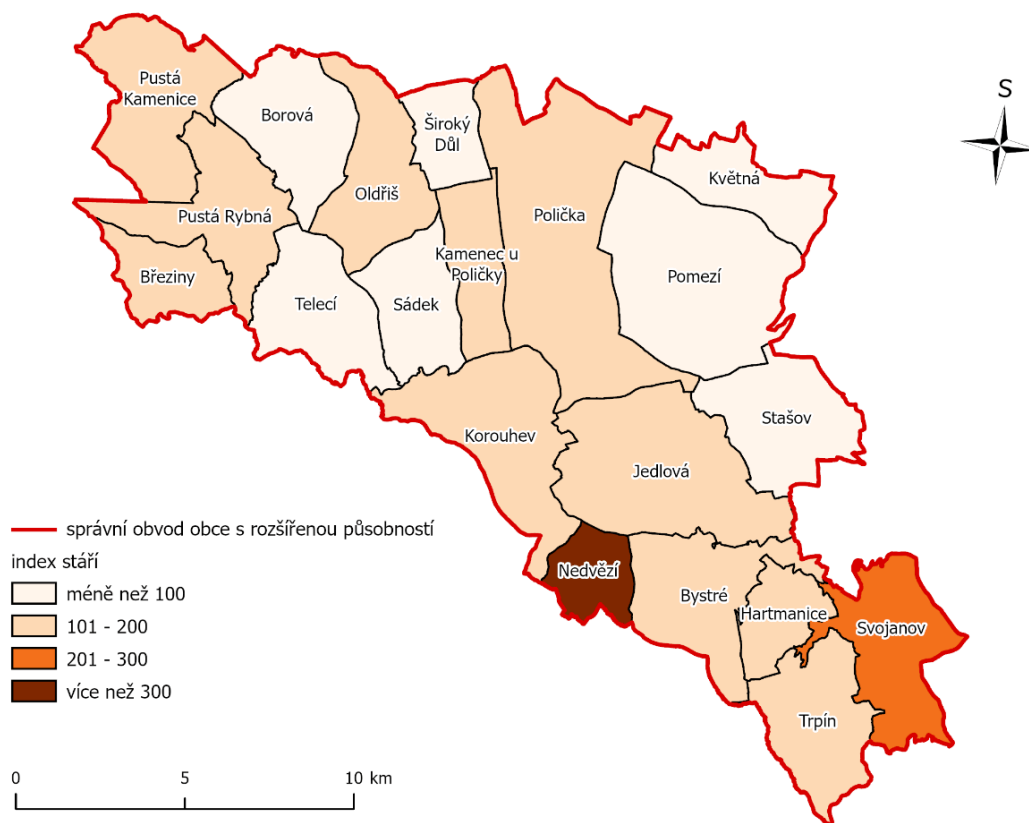 Pustá
Kamenice
Borová
Široký
Důl
S
Květná
Oldřiš
Pustá Rybná
Polička
Kamenec u
Poličky
Březiny
Telecí
Sádek
Pomezí
Stašov
Korouhev
Jedlová
správní obvod obce s rozšířenou působností
index stáří
méně než 100
101 - 200
201 - 300
více než 300
Nedvězí
Bystré
Hartmanice
Svojanov
Trpín
0 5 10 km